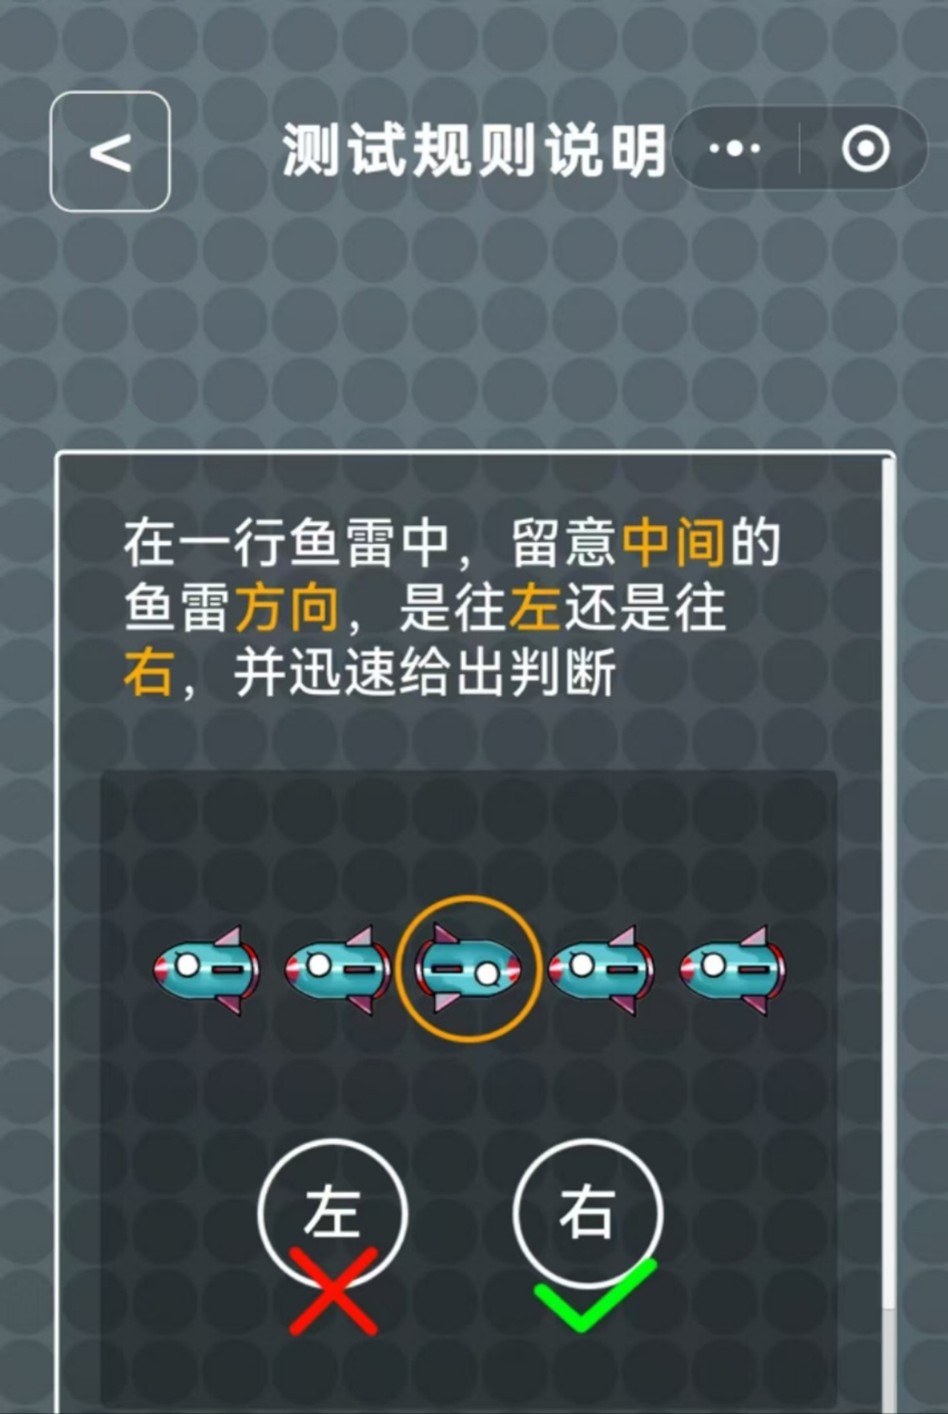 <
测试规则说明
在一行鱼雷中，留意中间的
鱼雷方向，是往左还是往
右，并迅速给出判断
左
右